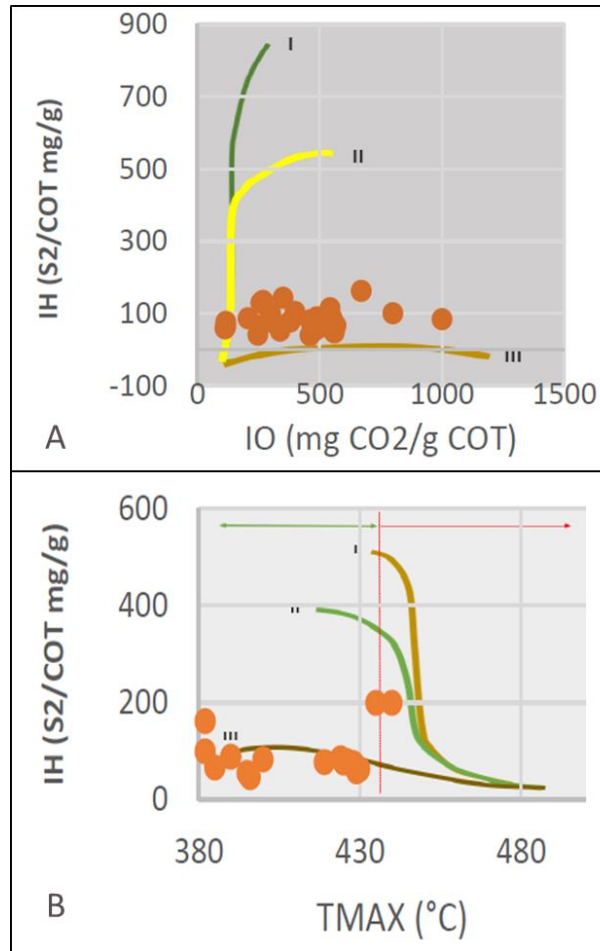 900
I
700
II
500
300
100
III
-100
0
500
1000
1500
IH (S2/COT mg/g)
A
IO (mg CO2/g COT)
600
I
II
400
200
III
0
380
430
480
IH (S2/COT mg/g)
TMAX (°C)
B